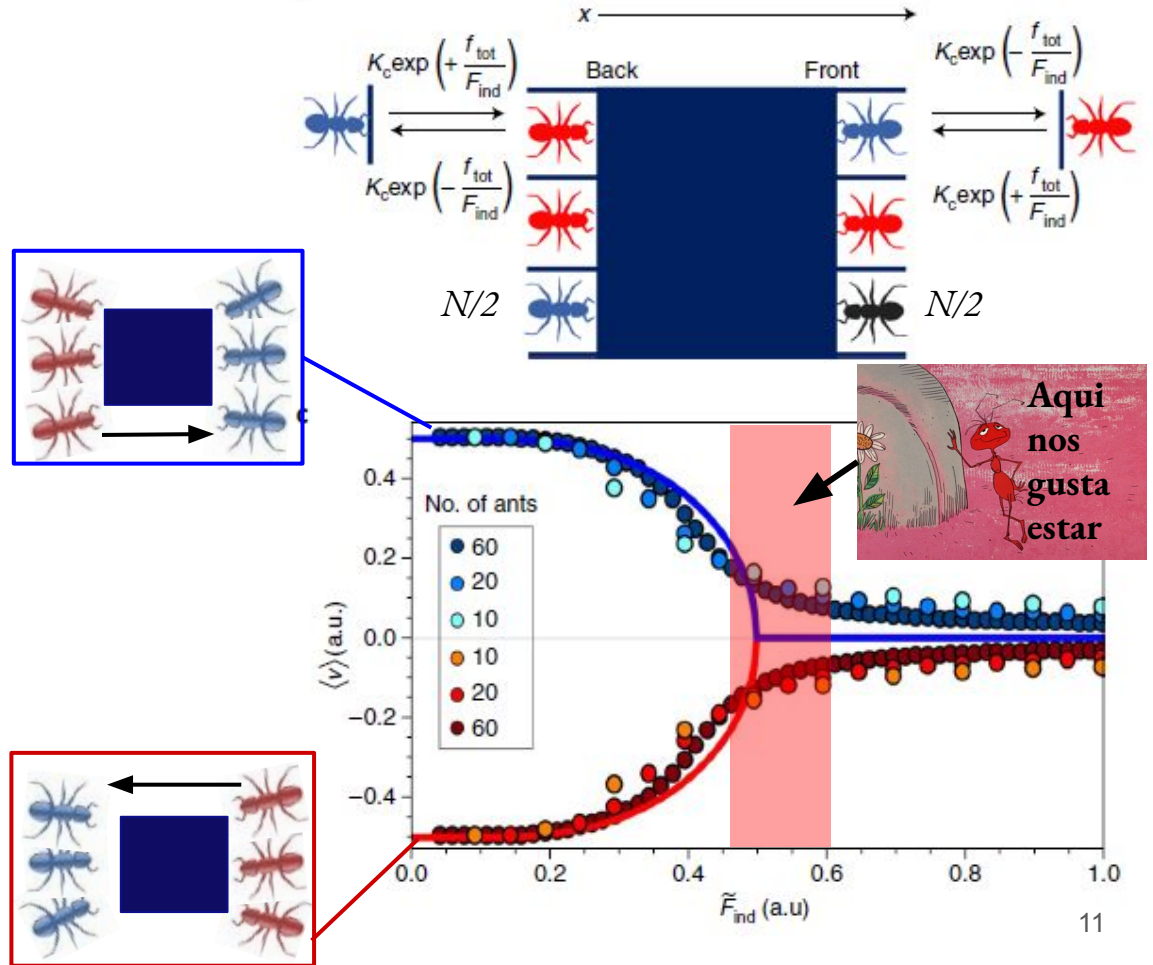 x
K_c exp (+ f_tot / F_ind)
Back
Front
K_c exp (− f_tot / F_ind)
K_c exp (− f_tot / F_ind)
K_c exp (+ f_tot / F_ind)
N/2
N/2
c
Aqui
nos
gusta
estar
No. of ants
60
20
10
10
20
60
0.4
0.2
0.0
−0.2
−0.4
⟨v⟩ (a.u.)
0.0 0.2 0.4 0.6 0.8 1.0
F̃_ind (a.u)
11